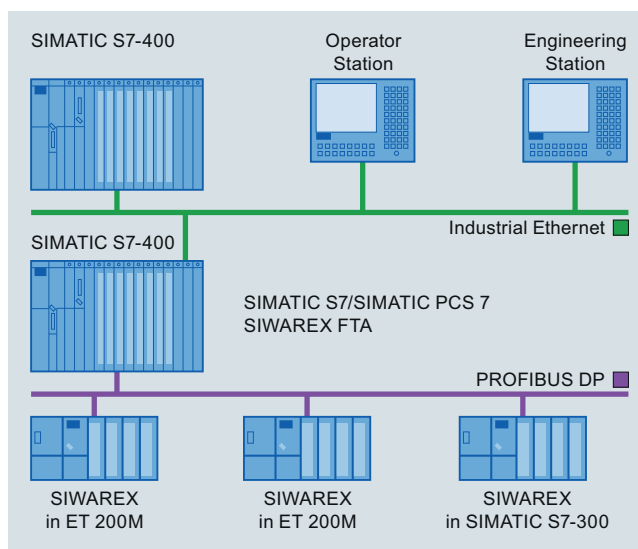 SIMATIC S7-400
Operator
Station
Engineering
Station
Industrial Ethernet
SIMATIC S7-400
SIMATIC S7/SIMATIC PCS 7
SIWAREX FTA
PROFIBUS DP
SIWAREX
in ET 200M
SIWAREX
in ET 200M
SIWAREX
in SIMATIC S7-300